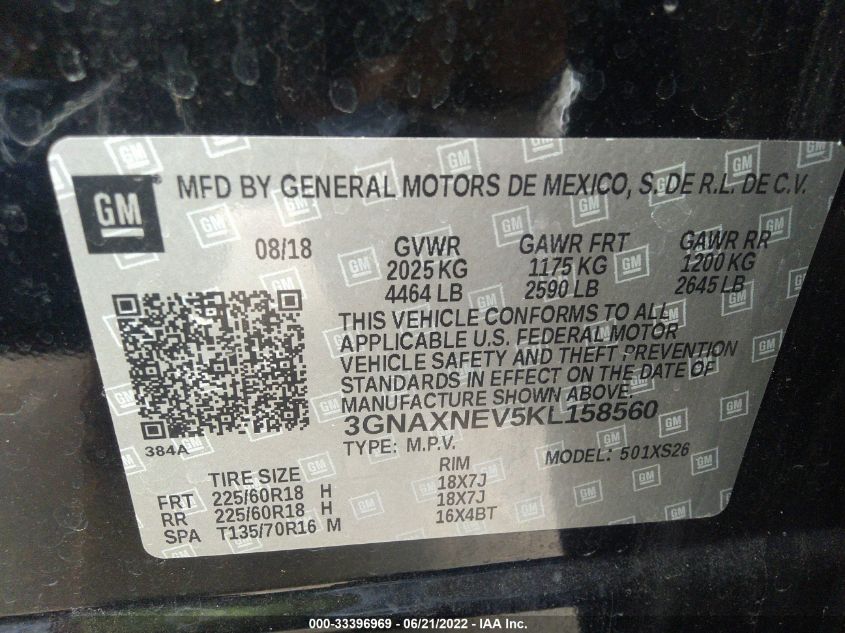 GM
MFD BY GENERAL MOTORS DE MEXICO, S. DE R.L. DE C.V.
08/18 GVWR GAWR FRT GAWR RR
2025 KG 1175 KG 1200 KG
4464 LB 2590 LB 2645 LB
THIS VEHICLE CONFORMS TO ALL
APPLICABLE U.S. FEDERAL MOTOR
VEHICLE SAFETY AND THEFT PREVENTION
STANDARDS IN EFFECT ON THE DATE OF
MANUFACTURE SHOWN ABOVE.
3GNAXNEV5KL158560
384A
TYPE: M.P.V. MODEL: 501XS26
TIRE SIZE RIM
FRT 225/60R18 H 18X7J
RR 225/60R18 H 18X7J
SPA T135/70R16 M 16X4BT
000-33396969 / 06/21/2022 - IAA Inc.